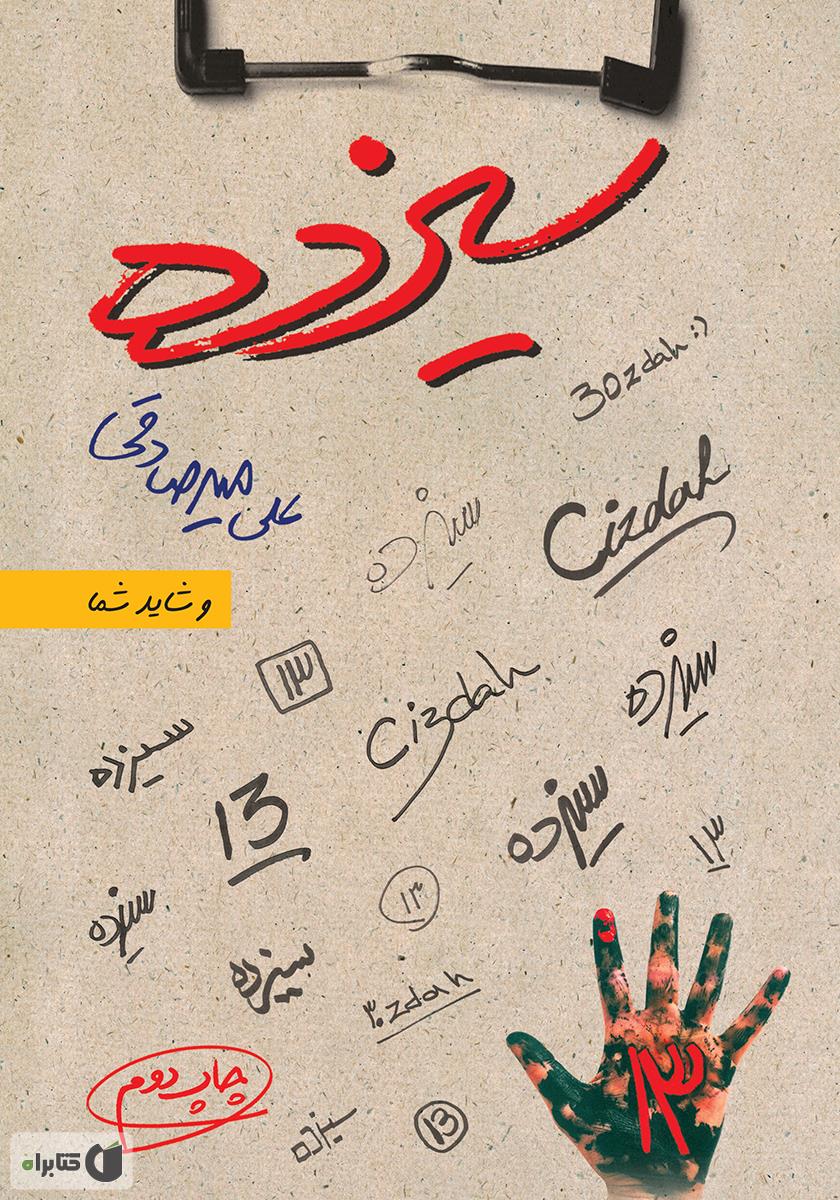 سیزده
30zdah :)
علی میرصادقی
سیزده
Cizdah
و شاید شما
۱۳
سیزده
Ci3dah
سیزده
13
سیزده
۱۳
سیزده
۱۳
سیزده
۳۰zdah
۱۳
چاپ دوم
سیزده
13
کتابراه